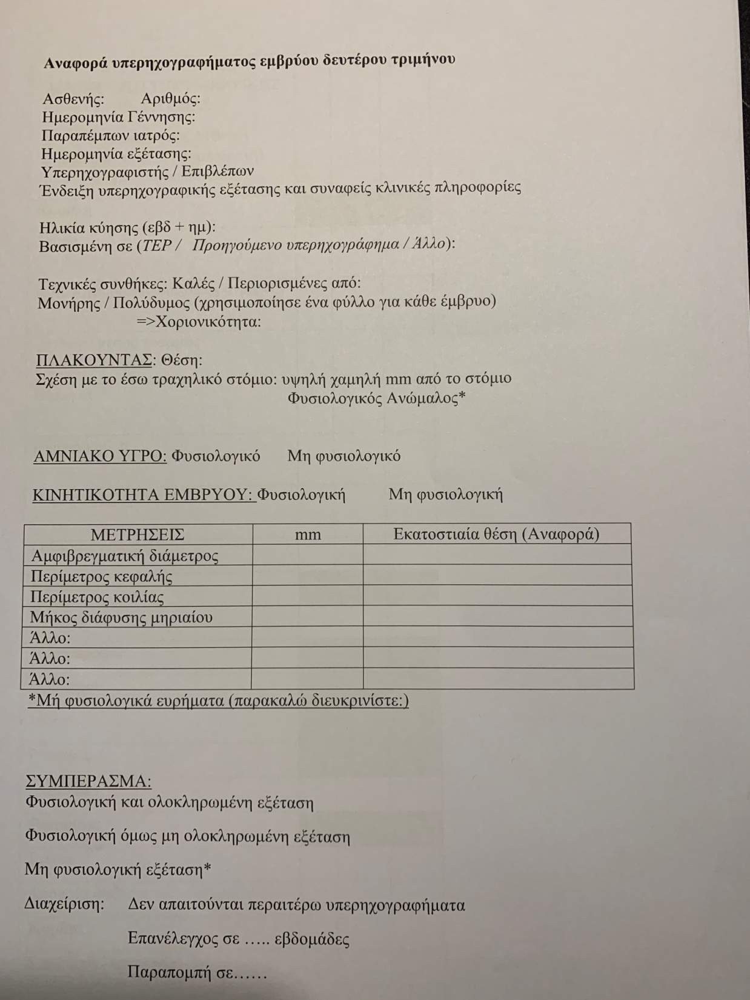 Αναφορά υπερηχογραφήματος εμβρύου δευτέρου τριμήνου
Ασθενής: Αριθμός:
Ημερομηνία Γέννησης:
Παραπέμπων ιατρός:
Ημερομηνία εξέτασης:
Υπερηχογραφιστής / Επιβλέπων
Ένδειξη υπερηχογραφικής εξέτασης και συναφείς κλινικές πληροφορίες
Ηλικία κύησης (εβδ + ημ):
Βασισμένη σε (ΤΕΡ / Προηγούμενο υπερηχογράφημα / Άλλο):
Τεχνικές συνθήκες: Καλές / Περιορισμένες από:
Μονήρης / Πολύδυμος (χρησιμοποίησε ένα φύλλο για κάθε έμβρυο)
=>Χοριονικότητα:
ΠΛΑΚΟΥΝΤΑΣ: Θέση:
Σχέση με το έσω τραχηλικό στόμιο: υψηλή χαμηλή mm από το στόμιο
Φυσιολογικός Ανώμαλος*
ΑΜΝΙΑΚΟ ΥΓΡΟ: Φυσιολογικό Μη φυσιολογικό
ΚΙΝΗΤΙΚΟΤΗΤΑ ΕΜΒΡΥΟΥ: Φυσιολογική Μη φυσιολογική
ΜΕΤΡΗΣΕΙΣ mm Εκατοστιαία θέση (Αναφορά)
Αμφιβρεγματική διάμετρος
Περίμετρος κεφαλής
Περίμετρος κοιλίας
Μήκος διάφυσης μηριαίου
Άλλο:
Άλλο:
Άλλο:
*Μή φυσιολογικά ευρήματα (παρακαλώ διευκρινίστε:)
ΣΥΜΠΕΡΑΣΜΑ:
Φυσιολογική και ολοκληρωμένη εξέταση
Φυσιολογική όμως μη ολοκληρωμένη εξέταση
Μη φυσιολογική εξέταση*
Διαχείριση: Δεν απαιτούνται περαιτέρω υπερηχογραφήματα
Επανέλεγχος σε ….. εβδομάδες
Παραπομπή σε……